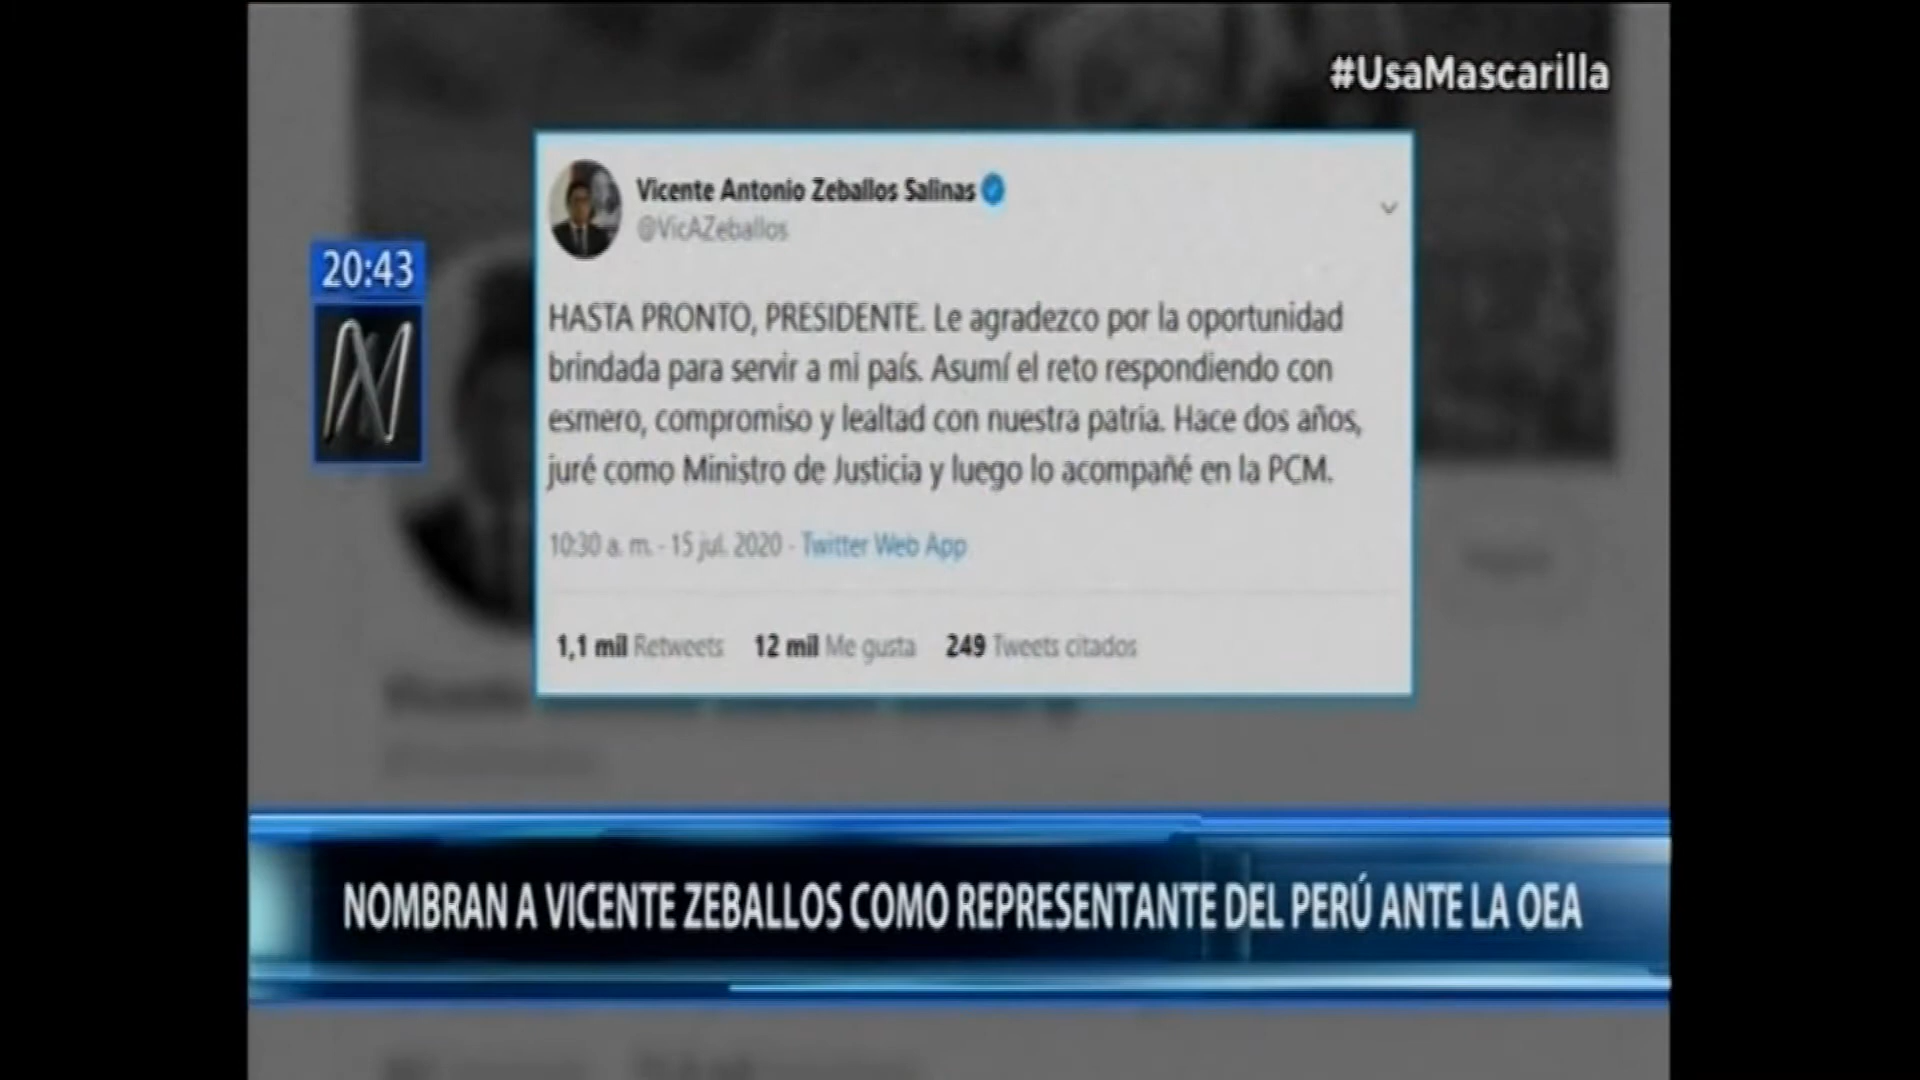 #UsaMascarilla
Vicente Antonio Zeballos Salinas
@VicAZeballos
20:43
HASTA PRONTO, PRESIDENTE. Le agradezco por la oportunidad
brindada para servir a mi país. Asumí el reto respondiendo con
esmero, compromiso y lealtad con nuestra patria. Hace dos años,
juré como Ministro de Justicia y luego lo acompañé en la PCM.
10:30 a. m. - 15 jul. 2020 - Twitter Web App
1,1 mil Retweets 12 mil Me gusta 249 Tweets citados
NOMBRAN A VICENTE ZEBALLOS COMO REPRESENTANTE DEL PERÚ ANTE LA OEA